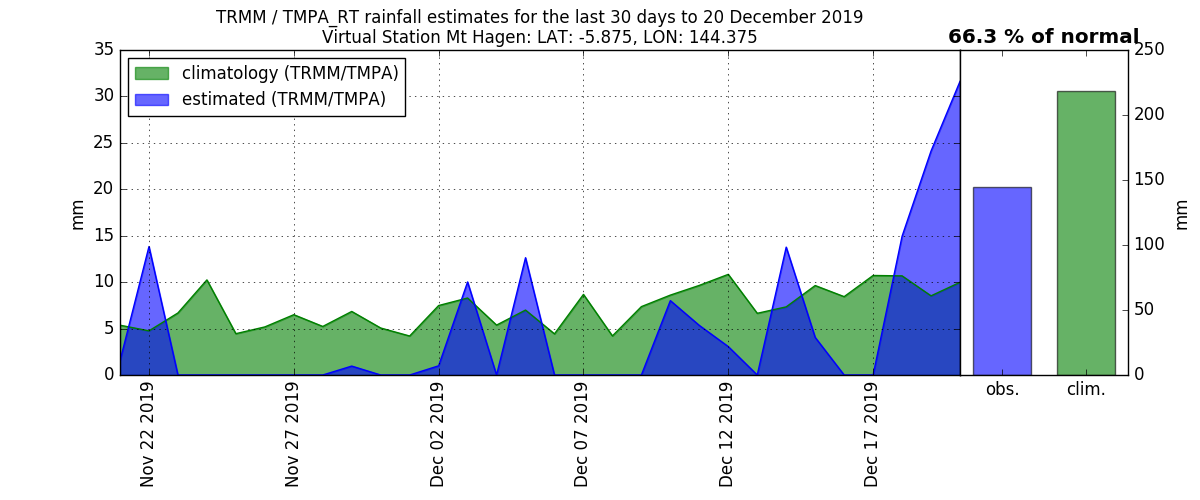 TRMM / TMPA_RT rainfall estimates for the last 30 days to 20 December 2019
Virtual Station Mt Hagen: LAT: -5.875, LON: 144.375
66.3 % of normal
climatology (TRMM/TMPA)
estimated (TRMM/TMPA)
35
30
25
20
15
10
5
0
mm
Nov 22 2019
Nov 27 2019
Dec 02 2019
Dec 07 2019
Dec 12 2019
Dec 17 2019
250
200
150
100
50
0
mm
obs.
clim.